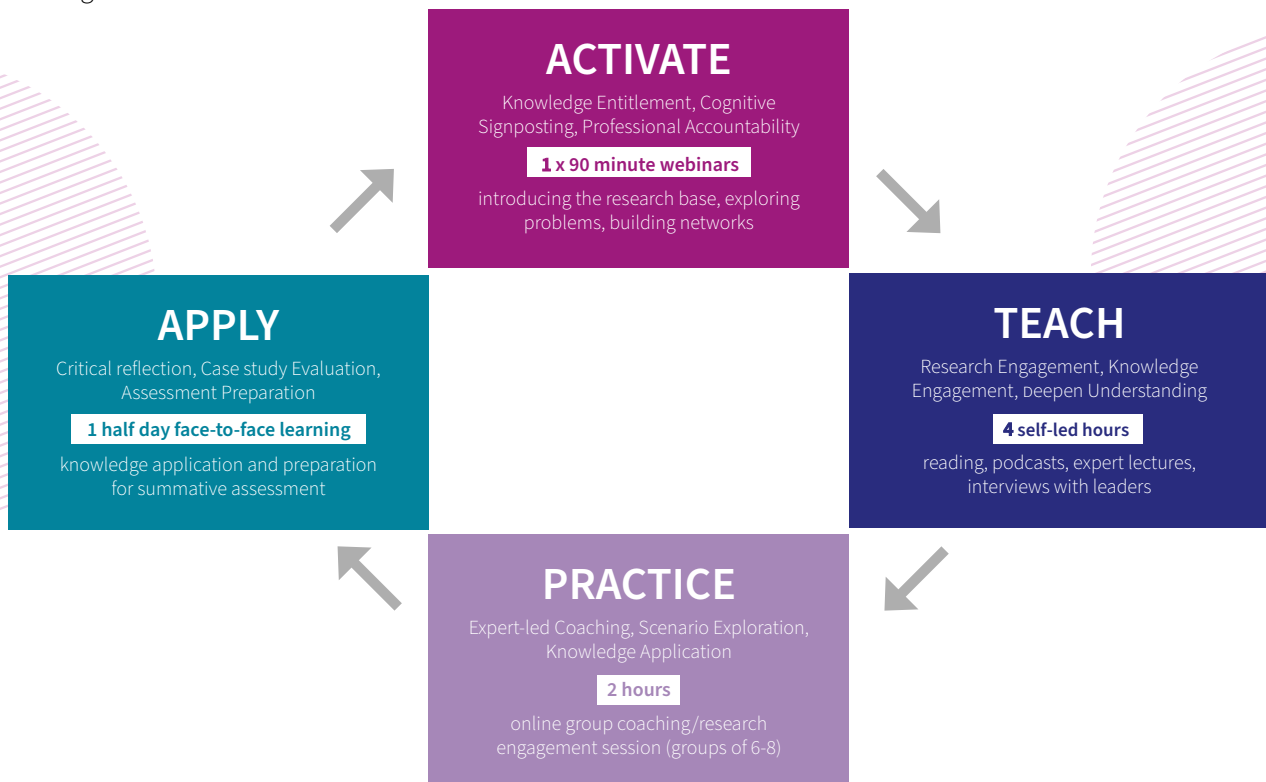 ACTIVATE
Knowledge Entitlement, Cognitive
Signposting, Professional Accountability
1 x 90 minute webinars
introducing the research base, exploring
problems, building networks
TEACH
Research Engagement, Knowledge
Engagement, Deepen Understanding
4 self-led hours
reading, podcasts, expert lectures,
interviews with leaders
PRACTICE
Expert-led Coaching, Scenario Exploration,
Knowledge Application
2 hours
online group coaching/research
engagement session (groups of 6-8)
APPLY
Critical reflection, Case study Evaluation,
Assessment Preparation
1 half day face-to-face learning
knowledge application and preparation
for summative assessment